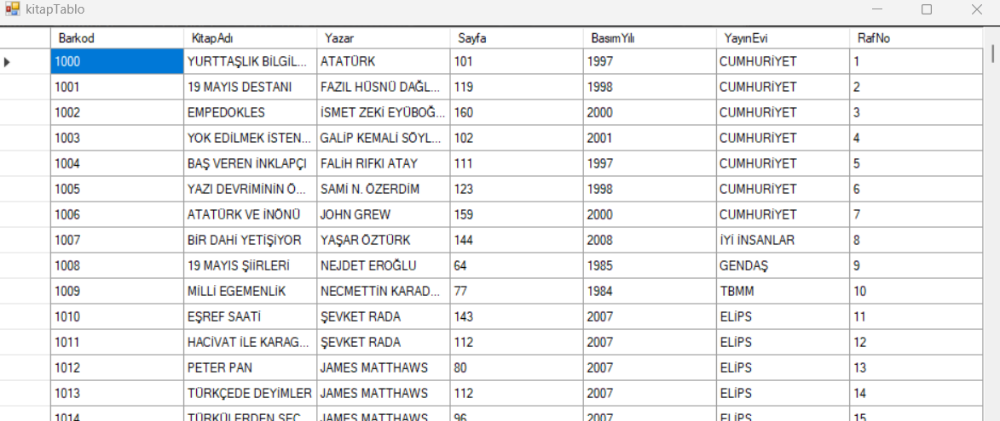 kitapTablo
Barkod KitapAdı Yazar Sayfa BasımYılı YayınEvi RafNo
1000 YURTTAŞLIK BİLGİL... ATATÜRK 101 1997 CUMHURİYET 1
1001 19 MAYIS DESTANI FAZIL HÜSNÜ DAĞL... 119 1998 CUMHURİYET 2
1002 EMPEDOKLES İSMET ZEKİ EYÜBOĞ... 160 2000 CUMHURİYET 3
1003 YOK EDİLMEK İSTEN... GALİP KEMALİ SÖYL... 102 2001 CUMHURİYET 4
1004 BAŞ VEREN İNKLAPÇI FALİH RIFKI ATAY 111 1997 CUMHURİYET 5
1005 YAZI DEVRİMİNİN Ö... SAMİ N. ÖZERDİM 123 1998 CUMHURİYET 6
1006 ATATÜRK VE İNÖNÜ JOHN GREW 159 2000 CUMHURİYET 7
1007 BİR DAHİ YETİŞİYOR YAŞAR ÖZTÜRK 144 2008 İYİ İNSANLAR 8
1008 19 MAYIS ŞİİRLERİ NEJDET EROĞLU 64 1985 GENDAŞ 9
1009 MİLLİ EGEMENLİK NECMETTİN KARAD... 77 1984 TBMM 10
1010 EŞREF SAATİ ŞEVKET RADA 143 2007 ELİPS 11
1011 HACİVAT İLE KARAG... ŞEVKET RADA 112 2007 ELİPS 12
1012 PETER PAN JAMES MATTHAWS 80 2007 ELİPS 13
1013 TÜRKÇEDE DEYİMLER JAMES MATTHAWS 112 2007 ELİPS 14
1014 TÜRKÜLERDEN SEÇ... JAMES MATTHAWS 96 2007 ELİPS 15